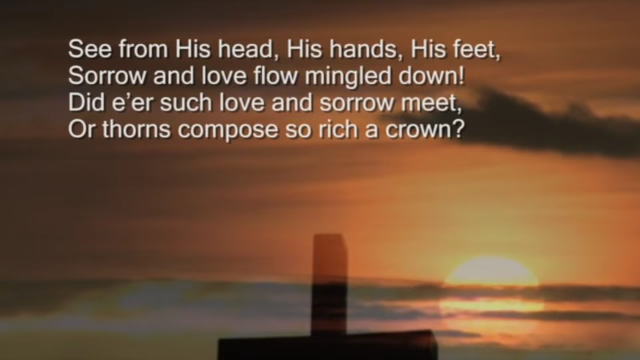 See from His head, His hands, His feet,
Sorrow and love flow mingled down!
Did e’er such love and sorrow meet,
Or thorns compose so rich a crown?